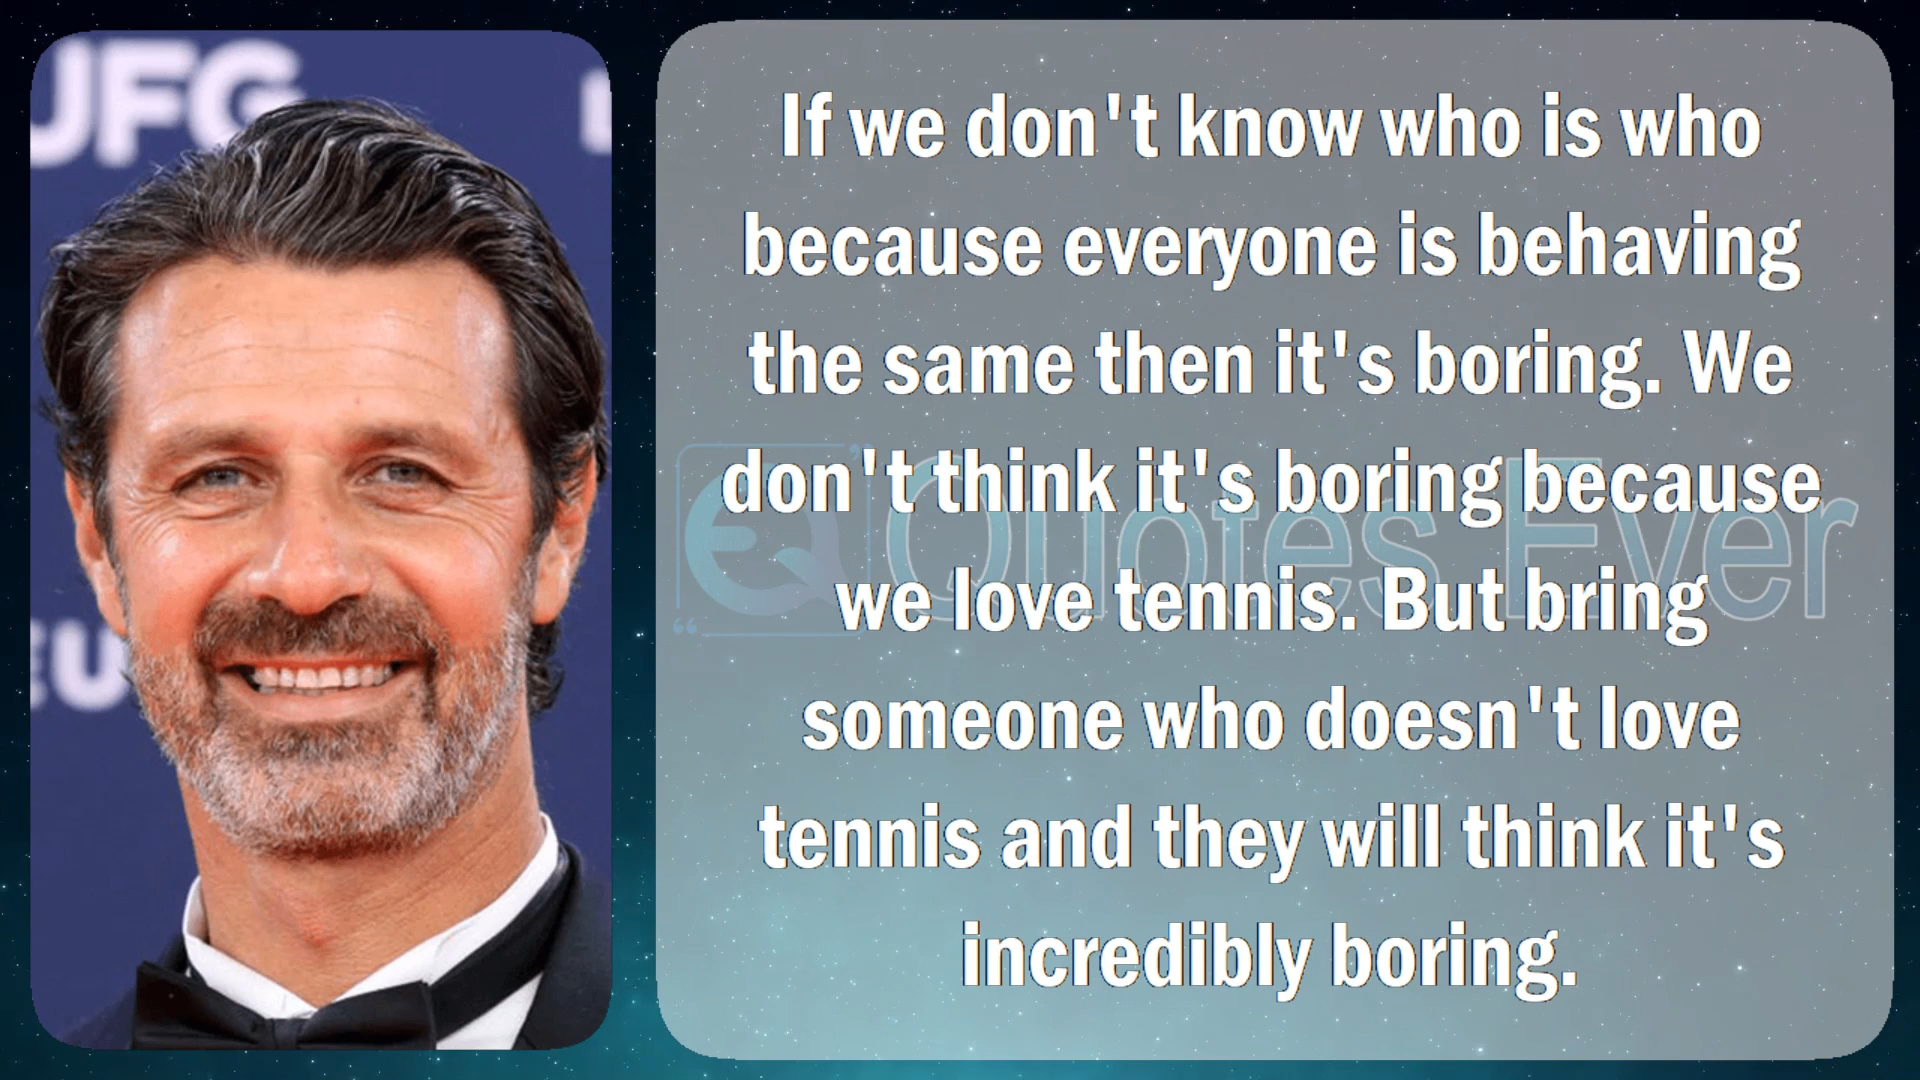 UFG
EU
If we don't know who is who
because everyone is behaving
the same then it's boring. We
don't think it's boring because
we love tennis. But bring
someone who doesn't love
tennis and they will think it's
incredibly boring.
Quotes Ever